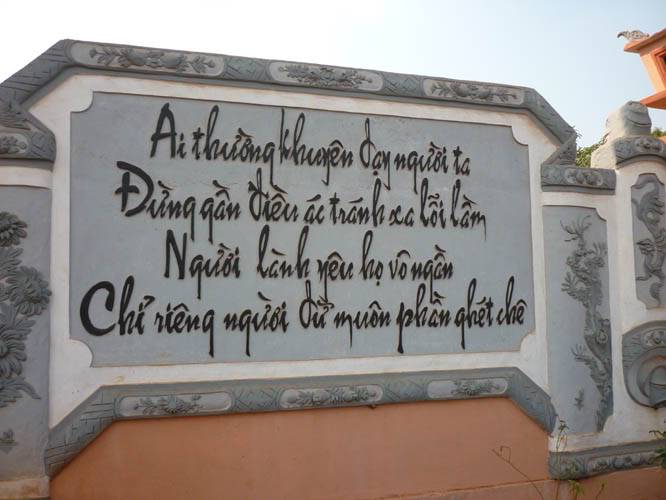 Ai thường khuyên dạy người ta
Đừng gần điều ác tránh xa lỗi lầm
Người lành yêu họ vô ngần
Chỉ riêng người dữ muôn phần ghét chê